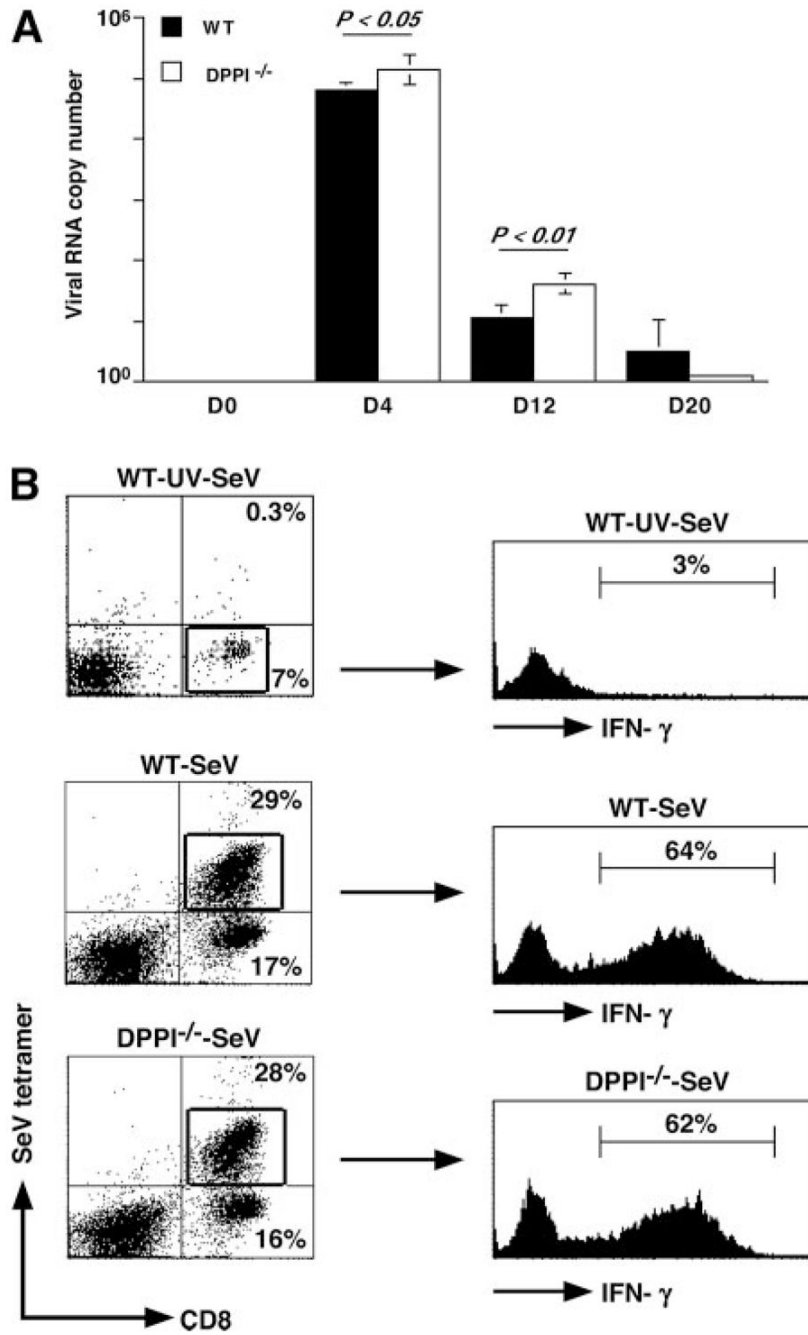 A
10⁶
WT
DPPI -/-
P < 0.05
P < 0.01
Viral RNA copy number
10⁰
D0 D4 D12 D20
B
WT-UV-SeV
0.3%
7%
WT-UV-SeV
3%
IFN- γ
WT-SeV
29%
17%
WT-SeV
64%
IFN- γ
DPPI-/--SeV
28%
16%
DPPI-/--SeV
62%
IFN- γ
SeV tetramer
CD8